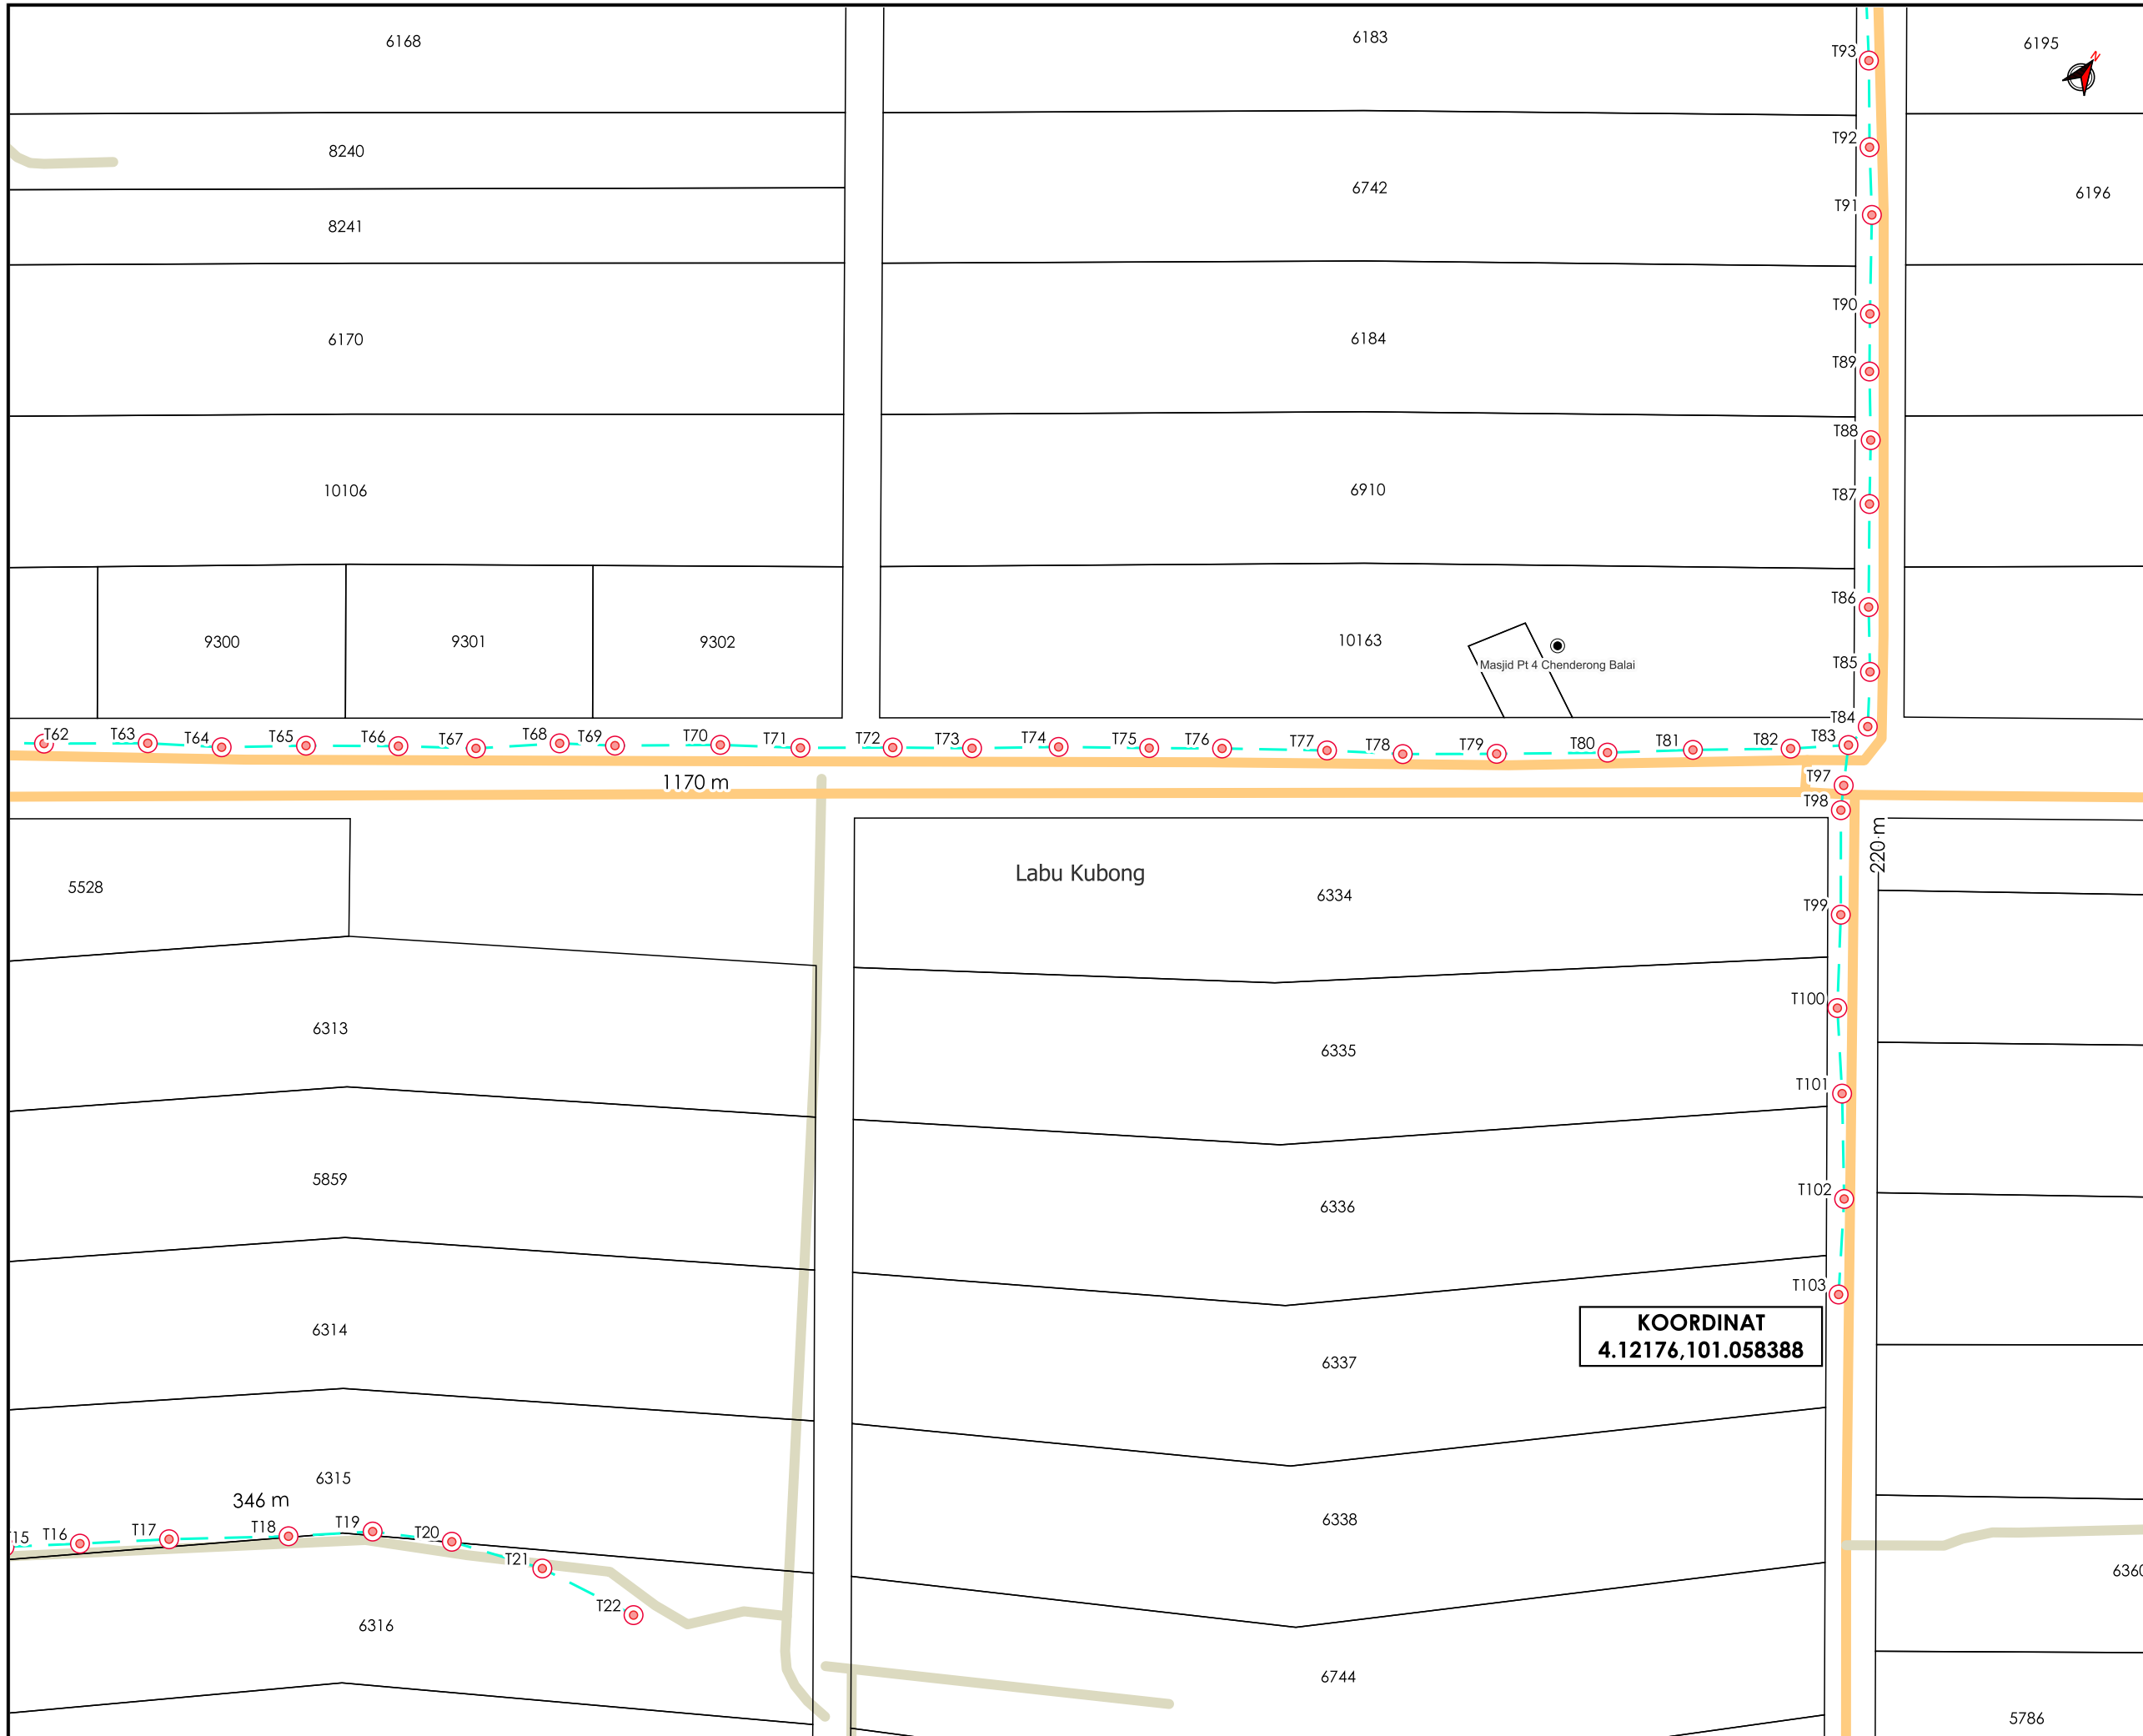 6168
6183
6195
N
T93
8240
T92
6742
6196
T91
8241
T90
6170
6184
T89
T88
10106
6910
T87
T86
9300
9301
9302
10163
Masjid Pt 4 Chenderong Balai
T85
T84
T62
T63
T64
T65
T66
T67
T68
T69
T70
T71
T72
T73
T74
T75
T76
T77
T78
T79
T80
T81
T82
T83
1170 m
T97
T98
220 m
Labu Kubong
5528
6334
T99
T100
6313
6335
T101
5859
T102
6336
T103
KOORDINAT
4.12176,101.058388
6314
6337
6315
346 m
T15
T16
T17
T18
T19
T20
6338
T21
6360
T22
6316
6744
5786